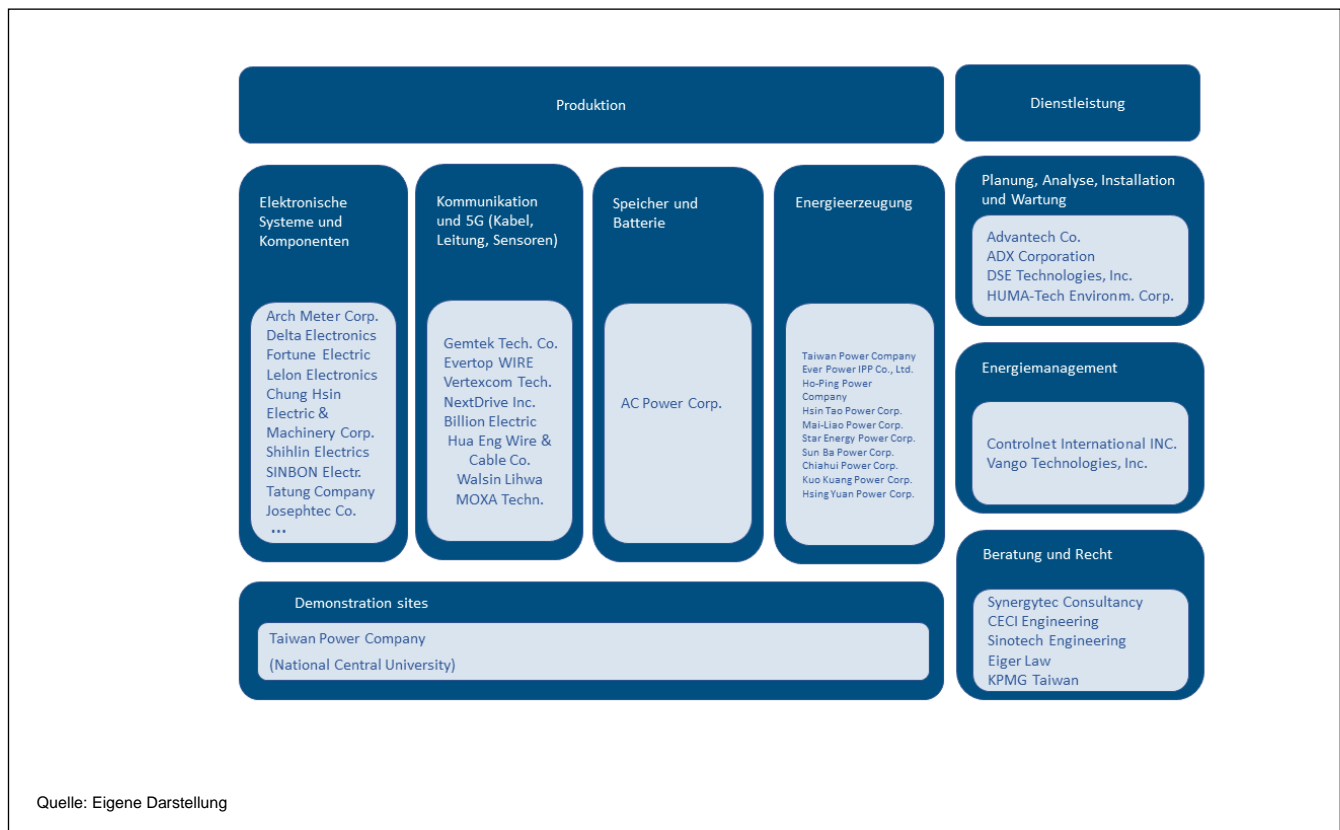 Produktion
Dienstleistung
Elektronische
Systeme und
Komponenten
Arch Meter Corp.
Delta Electronics
Fortune Electric
Lelon Electronics
Chung Hsin
Electric &
Machinery Corp.
Shihlin Electrics
SINBON Electr.
Tatung Company
Josephtec Co.
...
Kommunikation
und 5G (Kabel,
Leitung, Sensoren)
Gemtek Tech. Co.
Evertop WIRE
Vertexcom Tech.
NextDrive Inc.
Billion Electric
Hua Eng Wire &
Cable Co.
Walsin Lihwa
MOXA Techn.
Speicher und
Batterie
AC Power Corp.
Energieerzeugung
Taiwan Power Company
Ever Power IPP Co., Ltd.
Ho-Ping Power
Company
Hsin Tao Power Corp.
Mai-Liao Power Corp.
Star Energy Power Corp.
Sun Ba Power Corp.
Chiahui Power Corp.
Kuo Kuang Power Corp.
Hsing Yuan Power Corp.
Planung, Analyse, Installation
und Wartung
Advantech Co.
ADX Corporation
DSE Technologies, Inc.
HUMA-Tech Environm. Corp.
Energiemanagement
Controlnet International INC.
Vango Technologies, Inc.
Beratung und Recht
Synergytec Consultancy
CECI Engineering
Sinotech Engineering
Eiger Law
KPMG Taiwan
Demonstration sites
Taiwan Power Company
(National Central University)
Quelle: Eigene Darstellung